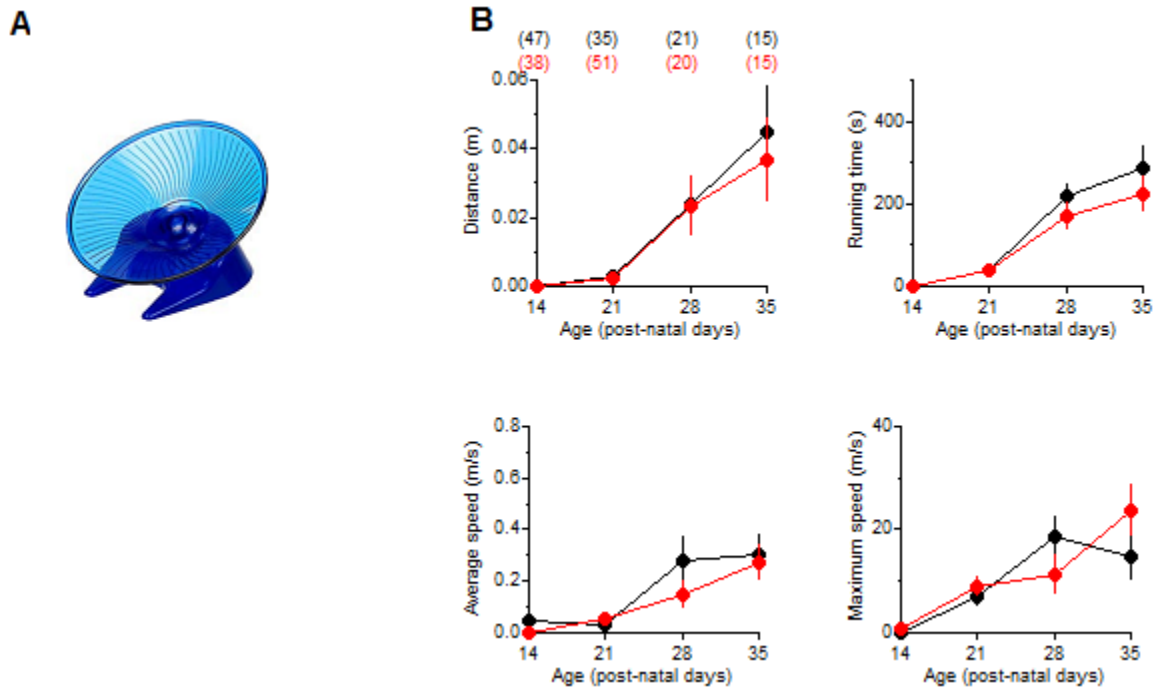 A
B
(47) (35) (21) (15)
(38) (51) (20) (15)
Distance (m)
0.06
0.04
0.02
0.00
14 21 28 35
Age (post-natal days)
Running time (s)
400
200
0
14 21 28 35
Age (post-natal days)
Average speed (m/s)
0.8
0.6
0.4
0.2
0.0
14 21 28 35
Age (post-natal days)
Maximum speed (m/s)
40
20
0
14 21 28 35
Age (post-natal days)